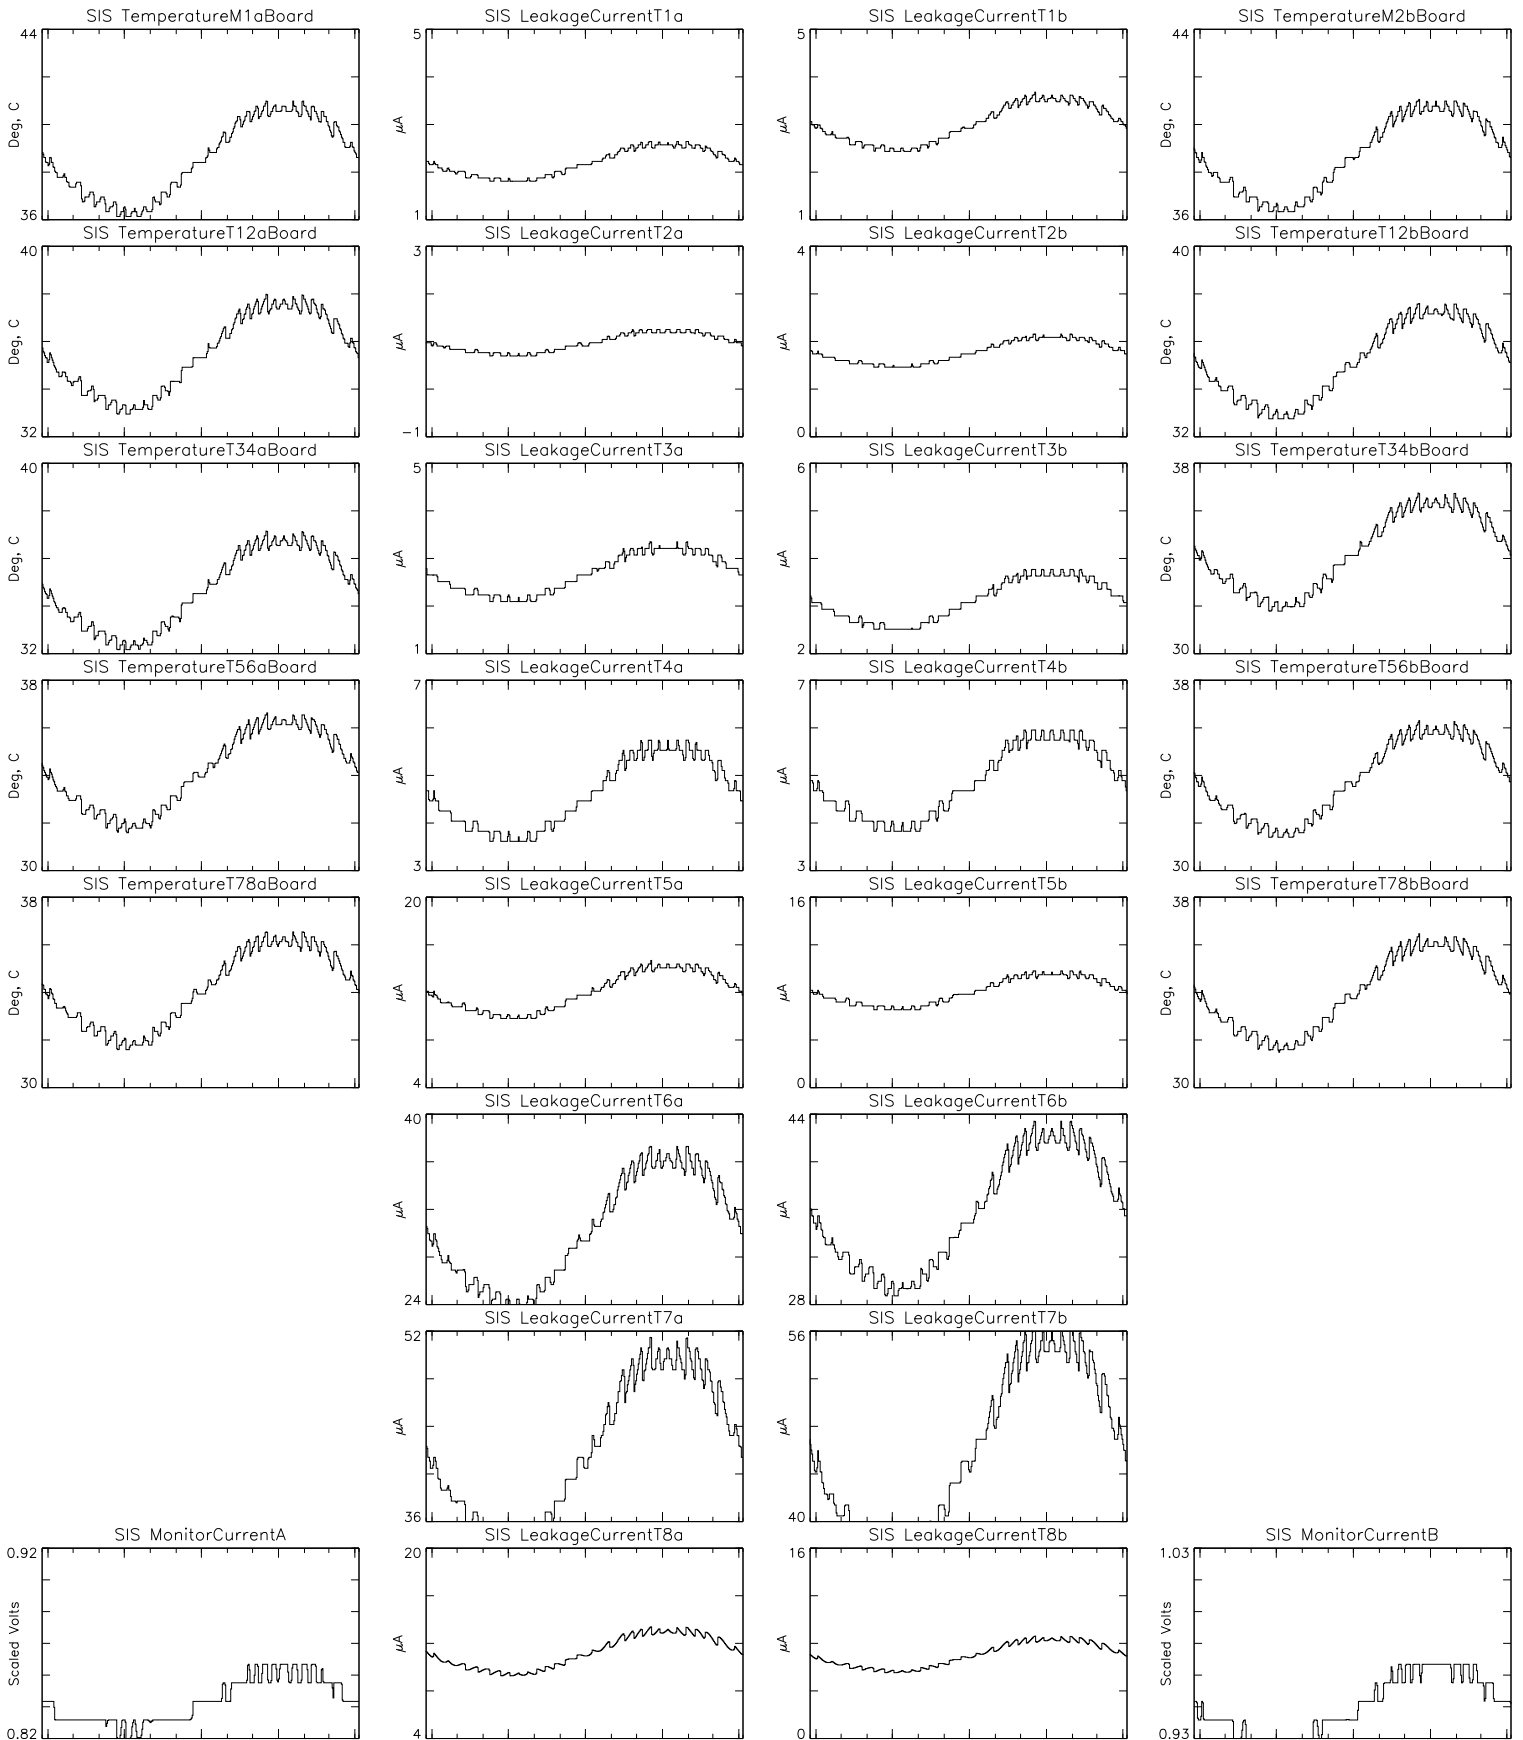 SIS TemperatureM1aBoard
44
Deg, C
36
SIS LeakageCurrentT1a
5
μA
1
SIS LeakageCurrentT1b
5
μA
1
SIS TemperatureM2bBoard
44
Deg, C
36
SIS TemperatureT12aBoard
40
Deg, C
32
SIS LeakageCurrentT2a
3
μA
-1
SIS LeakageCurrentT2b
4
μA
0
SIS TemperatureT12bBoard
40
Deg, C
32
SIS TemperatureT34aBoard
40
Deg, C
32
SIS LeakageCurrentT3a
5
μA
1
SIS LeakageCurrentT3b
6
μA
2
SIS TemperatureT34bBoard
38
Deg, C
30
SIS TemperatureT56aBoard
38
Deg, C
30
SIS LeakageCurrentT4a
7
μA
3
SIS LeakageCurrentT4b
7
μA
3
SIS TemperatureT56bBoard
38
Deg, C
30
SIS TemperatureT78aBoard
38
Deg, C
30
SIS LeakageCurrentT5a
20
μA
4
SIS LeakageCurrentT5b
16
μA
0
SIS TemperatureT78bBoard
38
Deg, C
30
SIS LeakageCurrentT6a
40
μA
24
SIS LeakageCurrentT6b
44
μA
28
SIS LeakageCurrentT7a
52
μA
36
SIS LeakageCurrentT7b
56
μA
40
SIS MonitorCurrentA
0.92
Scaled Volts
0.82
SIS LeakageCurrentT8a
20
μA
4
SIS LeakageCurrentT8b
16
μA
0
SIS MonitorCurrentB
1.03
Scaled Volts
0.93